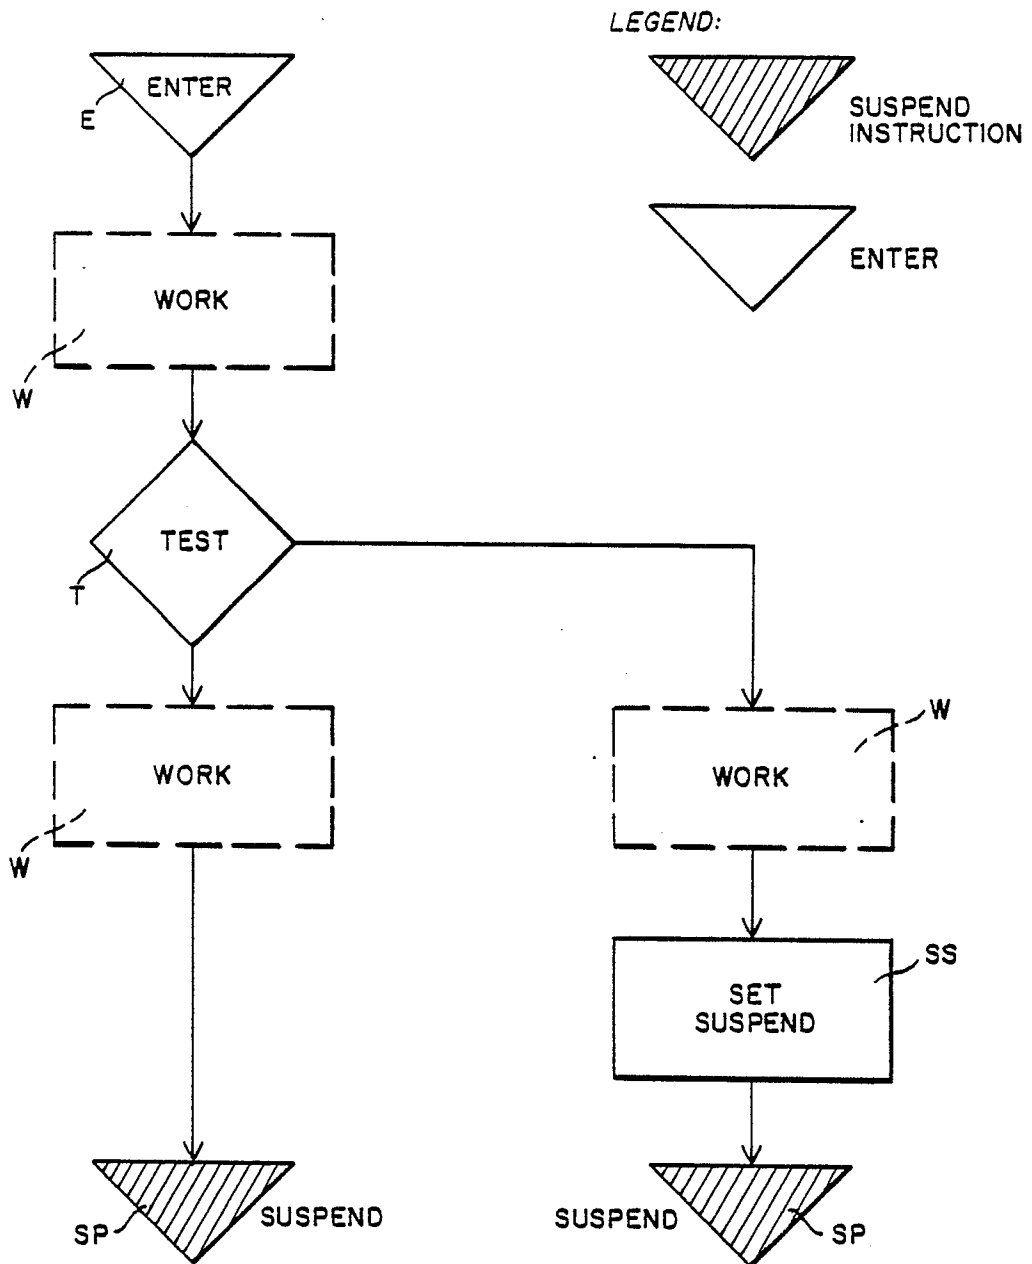 LEGEND:
ENTER
E
SUSPEND
INSTRUCTION
ENTER
WORK
W
TEST
T
WORK
W
WORK
W
SET
SUSPEND
SS
SP
SUSPEND
SUSPEND
SP